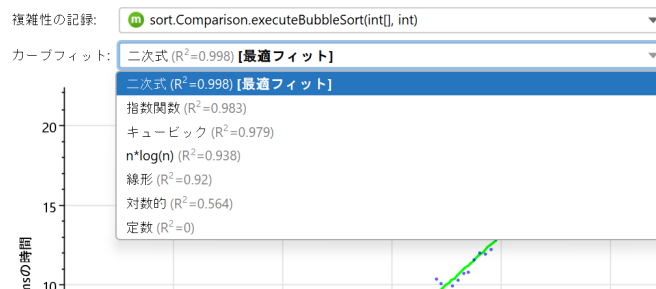 複雑性の記録: m sort.Comparison.executeBubbleSort(int[], int)
カーブフィット: 二次式 (R²=0.998) [最適フィット]
二次式 (R²=0.998) [最適フィット]
指数関数 (R²=0.983)
キュービック (R²=0.979)
n*log(n) (R²=0.938)
線形 (R²=0.92)
対数的 (R²=0.564)
定数 (R²=0)
20
15
10
msの時間